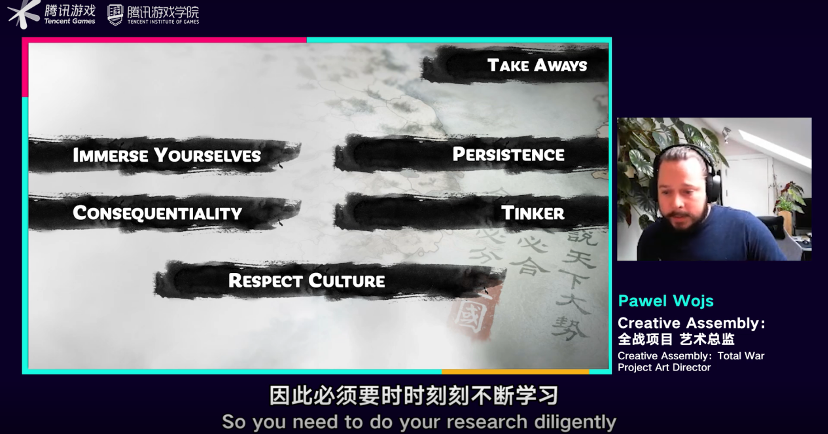 腾讯游戏
Tencent Games
腾讯游戏学院
TENCENT INSTITUTE OF GAMES
TAKE AWAYS
IMMERSE YOURSELVES
PERSISTENCE
CONSEQUENTIALITY
TINKER
RESPECT CULTURE
說天下大勢
必合
必分
國
Pawel Wojs
Creative Assembly:
全战项目 艺术总监
Creative Assembly: Total War
Project Art Director
因此必须要时时刻刻不断学习
So you need to do your research diligently